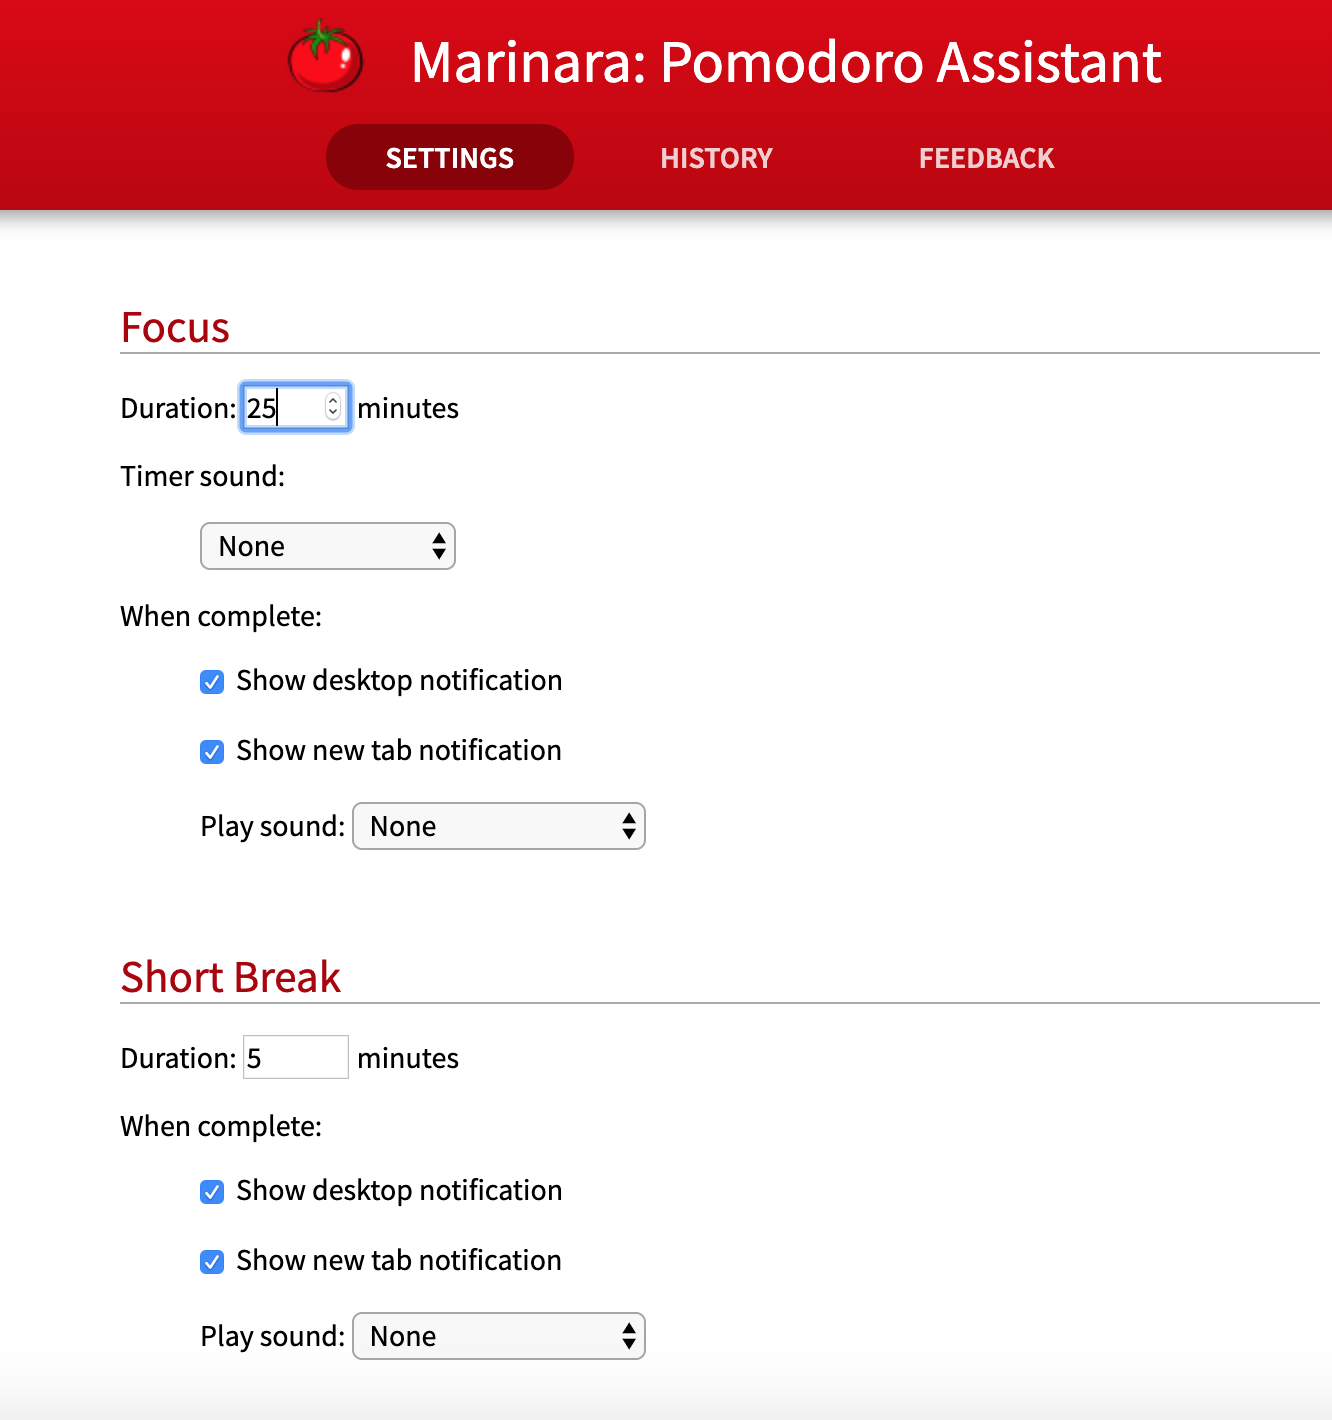 Marinara: Pomodoro Assistant
SETTINGS HISTORY FEEDBACK
Focus
Duration: 25 minutes
Timer sound:
None
When complete:
Show desktop notification
Show new tab notification
Play sound: None
Short Break
Duration: 5 minutes
When complete:
Show desktop notification
Show new tab notification
Play sound: None